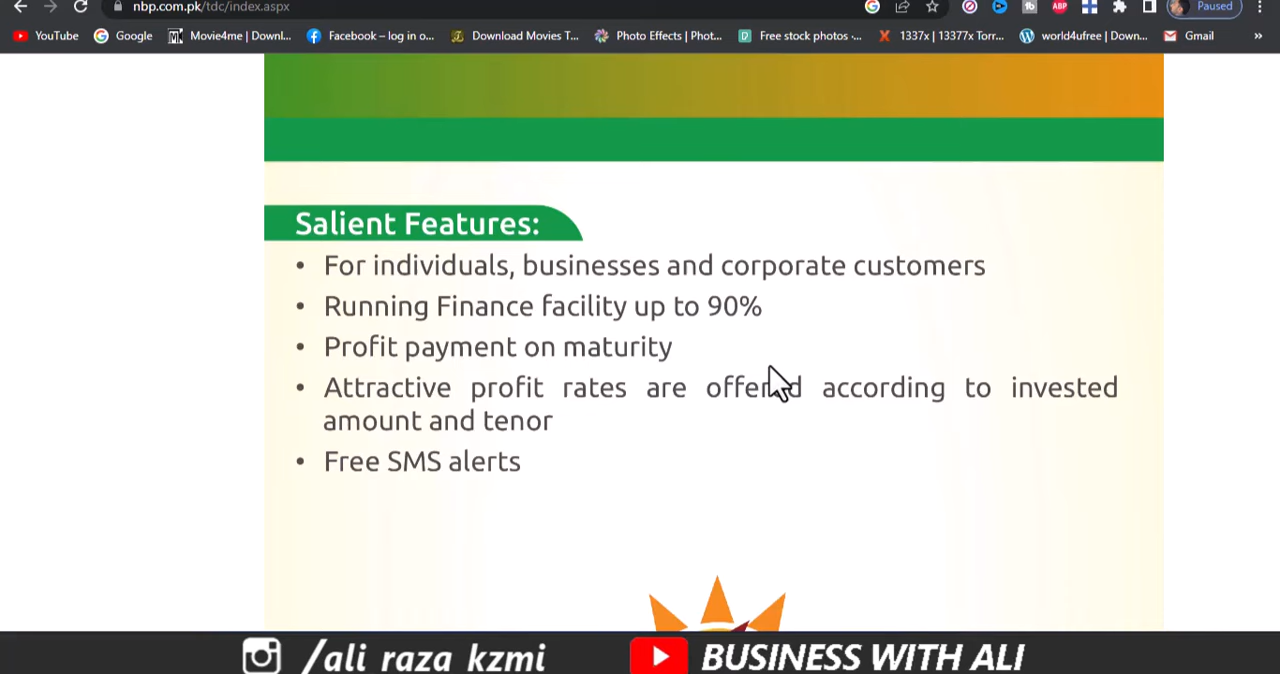 nbp.com.pk/tdc/index.aspx
Paused
YouTube Google Movie4me | Downl... Facebook – log in o... Download Movies T... Photo Effects | Phot... Free stock photos -... 1337x | 13377x Torr... world4ufree | Down... Gmail »
Salient Features:
• For individuals, businesses and corporate customers
• Running Finance facility up to 90%
• Profit payment on maturity
• Attractive profit rates are offered according to invested
amount and tenor
• Free SMS alerts
/ali raza kzmi
BUSINESS WITH ALI